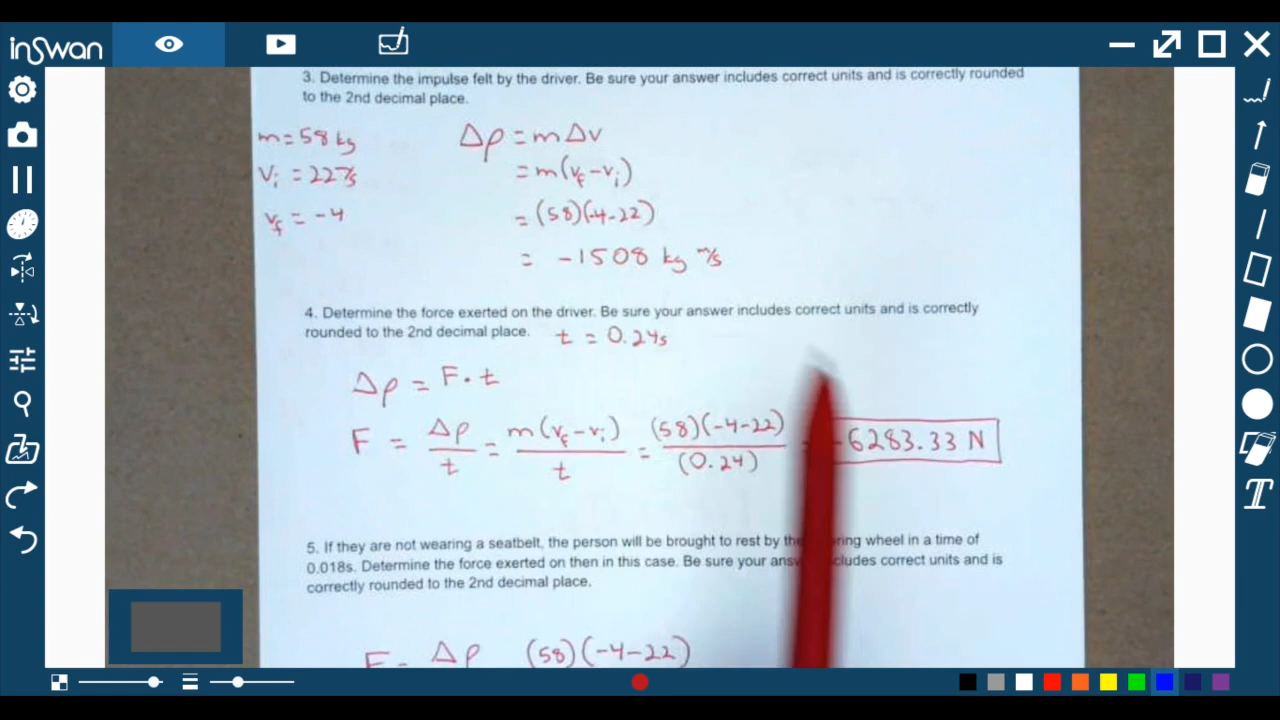 inSwan
3. Determine the impulse felt by the driver. Be sure your answer includes correct units and is correctly rounded
to the 2nd decimal place.
m = 58 kg
Δρ = m Δv
Vi = 22 m/s
= m(vf - vi)
vf = -4
= (58)(-4-22)
= -1508 kg m/s
4. Determine the force exerted on the driver. Be sure your answer includes correct units and is correctly
rounded to the 2nd decimal place. t = 0.24s
Δρ = F · t
F = Δρ/t = m(vf - vi)/t = (58)(-4-22)/(0.24) 6283.33 N
5. If they are not wearing a seatbelt, the person will be brought to rest by the ring wheel in a time of
0.018s. Determine the force exerted on then in this case. Be sure your cludes correct units and is
correctly rounded to the 2nd decimal place.
Δρ (58)(-4-22)
T